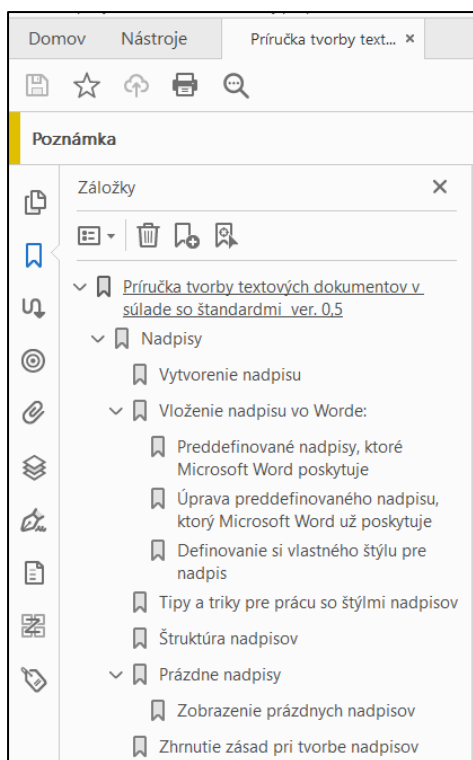 Domov Nástroje Príručka tvorby text... ×
Poznámka
Záložky
Príručka tvorby textových dokumentov v
súlade so štandardmi ver. 0,5
Nadpisy
Vytvorenie nadpisu
Vloženie nadpisu vo Worde:
Preddefinované nadpisy, ktoré
Microsoft Word poskytuje
Úprava preddefinovaného nadpisu,
ktorý Microsoft Word už poskytuje
Definovanie si vlastného štýlu pre
nadpis
Tipy a triky pre prácu so štýlmi nadpisov
Štruktúra nadpisov
Prázdne nadpisy
Zobrazenie prázdnych nadpisov
Zhrnutie zásad pri tvorbe nadpisov